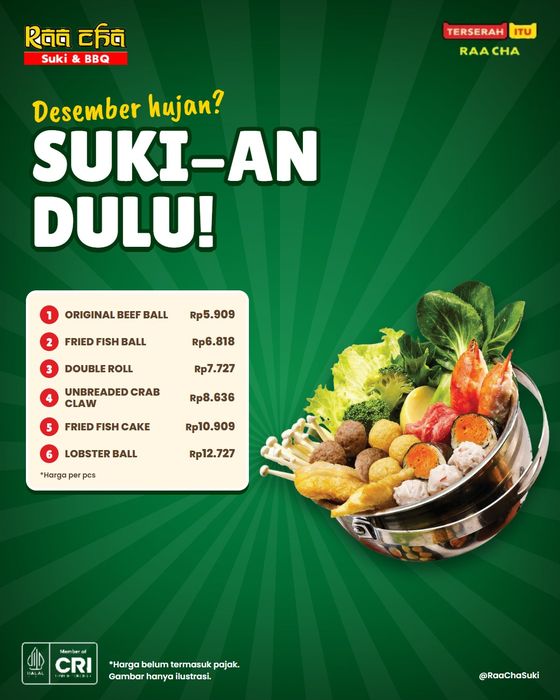 Raa cha
Suki & BBQ
TERSERAH ITU
RAA CHA
Desember hujan?
SUKI-AN
DULU!
1 ORIGINAL BEEF BALL Rp5.909
2 FRIED FISH BALL Rp6.818
3 DOUBLE ROLL Rp7.727
4 UNBREADED CRAB
CLAW Rp8.636
5 FRIED FISH CAKE Rp10.909
6 LOBSTER BALL Rp12.727
*Harga per pcs
HALAL
Member of
CRI
*Harga belum termasuk pajak.
Gambar hanya ilustrasi.
@RaaChaSuki